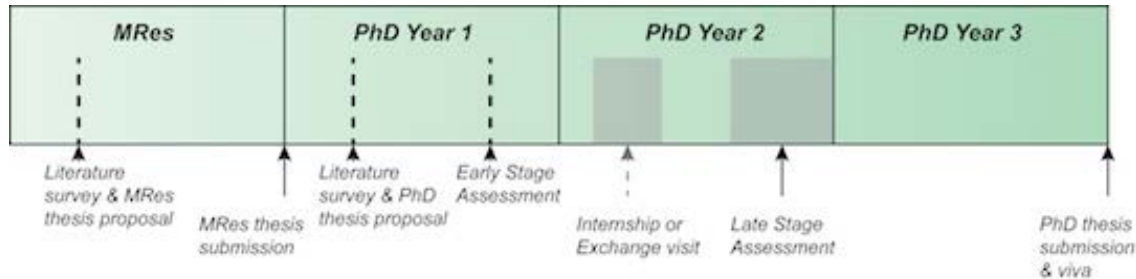 MRes
PhD Year 1
PhD Year 2
PhD Year 3
Literature
survey & MRes
thesis proposal
MRes thesis
submission
Literature
survey & PhD
thesis proposal
Early Stage
Assessment
Internship or
Exchange visit
Late Stage
Assessment
PhD thesis
submission
& viva